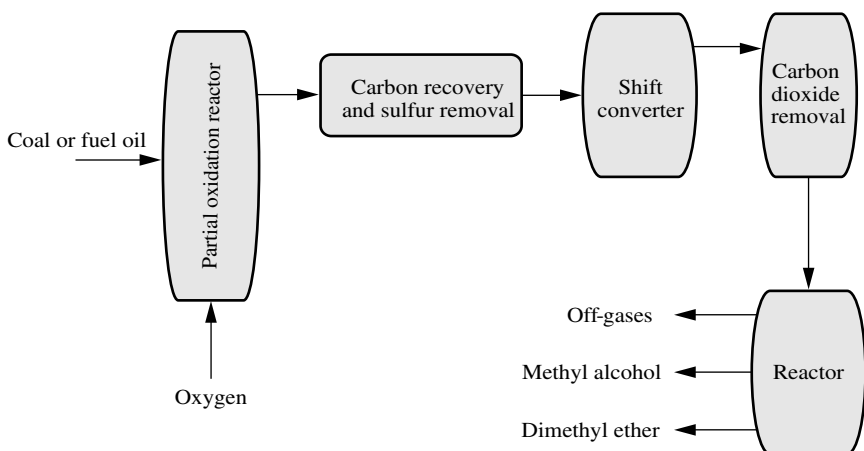 Coal or fuel oil
Partial oxidation reactor
Oxygen
Carbon recovery
and sulfur removal
Shift
converter
Carbon
dioxide
removal
Reactor
Off-gases
Methyl alcohol
Dimethyl ether